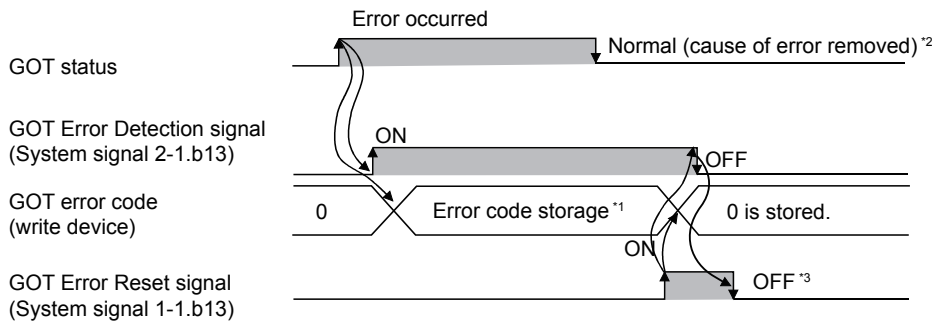 Error occurred
GOT status
Normal (cause of error removed) *2
GOT Error Detection signal
(System signal 2-1.b13)
ON
OFF
GOT error code
(write device)
0
Error code storage *1
0 is stored.
ON
GOT Error Reset signal
(System signal 1-1.b13)
OFF *3